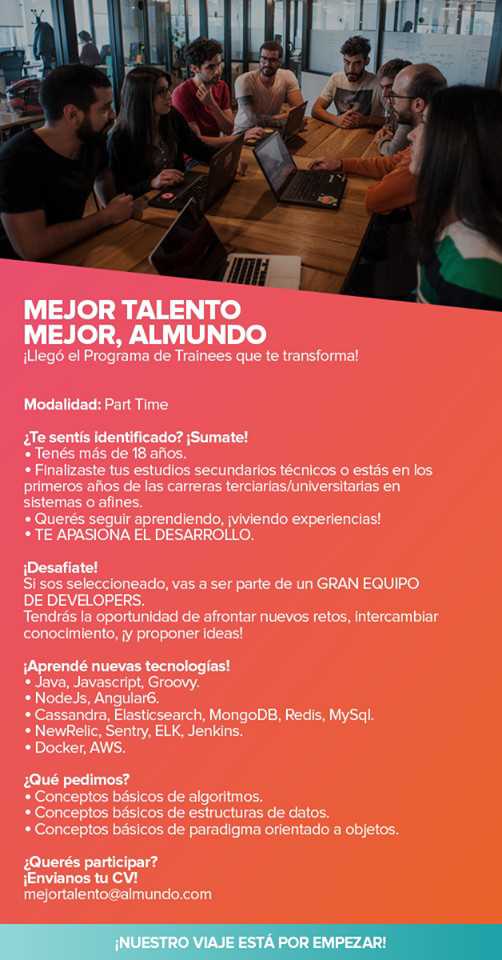 MEJOR TALENTO
MEJOR, ALMUNDO
¡Llegó el Programa de Trainees que te transforma!
Modalidad: Part Time
¿Te sentís identificado? ¡Sumate!
• Tenés más de 18 años.
• Finalizaste tus estudios secundarios técnicos o estás en los
primeros años de las carreras terciarias/universitarias en
sistemas o afines.
• Querés seguir aprendiendo, ¡viviendo experiencias!
• TE APASIONA EL DESARROLLO.
¡Desafiate!
Si sos seleccioneado, vas a ser parte de un GRAN EQUIPO
DE DEVELOPERS.
Tendrás la oportunidad de afrontar nuevos retos, intercambiar
conocimiento, ¡y proponer ideas!
¡Aprendé nuevas tecnologías!
• Java, Javascript, Groovy.
• NodeJs, Angular6.
• Cassandra, Elasticsearch, MongoDB, Redis, MySql.
• NewRelic, Sentry, ELK, Jenkins.
• Docker, AWS.
¿Qué pedimos?
• Conceptos básicos de algoritmos.
• Conceptos básicos de estructuras de datos.
• Conceptos básicos de paradigma orientado a objetos.
¿Querés participar?
¡Envianos tu CV!
mejortalento@almundo.com
¡NUESTRO VIAJE ESTÁ POR EMPEZAR!